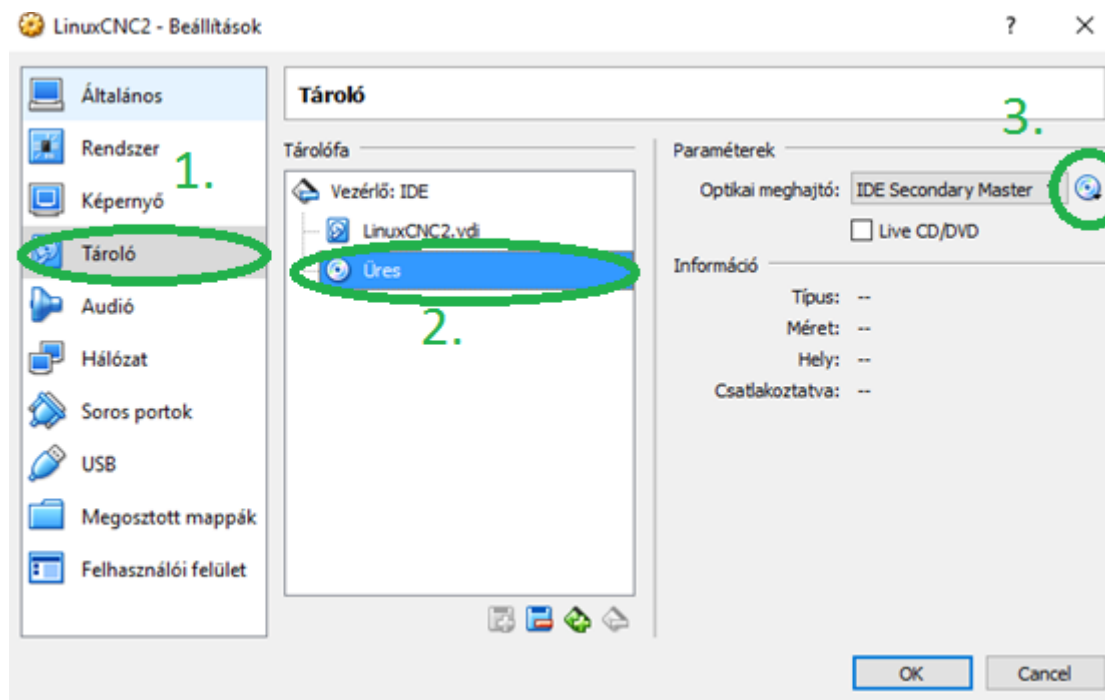 LinuxCNC2 - Beállítások
?
Általános
Rendszer
Képernyő
Tároló
Audió
Hálózat
Soros portok
USB
Megosztott mappák
Felhasználói felület
1.
Tároló
Tárolófa
Vezérlő: IDE
LinuxCNC2.vdi
Üres
2.
3.
Paraméterek
Optikai meghajtó: IDE Secondary Master
Live CD/DVD
Információ
Típus: --
Méret: --
Hely: --
Csatlakoztatva: --
OK
Cancel